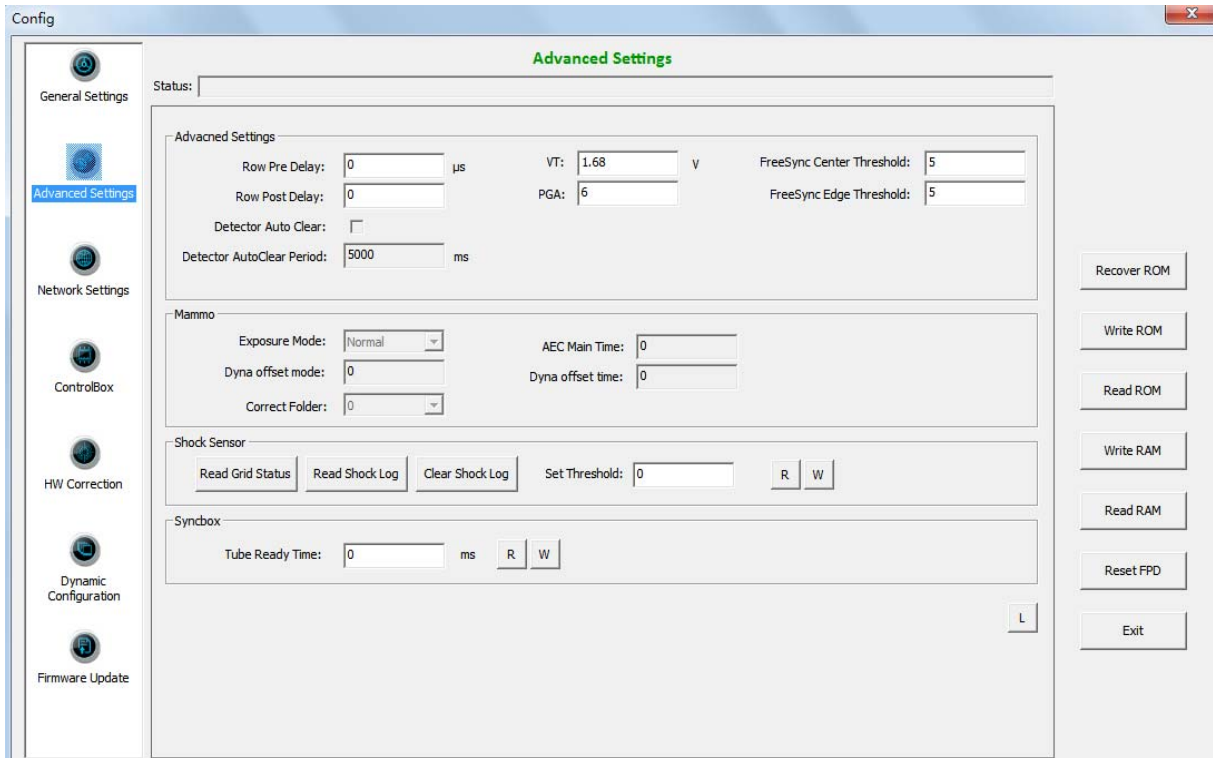 Config
X
Advanced Settings
Status:
General Settings
Advanced Settings
Network Settings
ControlBox
HW Correction
Dynamic
Configuration
Firmware Update
Advacned Settings
Row Pre Delay: 0 µs VT: 1.68 V FreeSync Center Threshold: 5
Row Post Delay: 0 PGA: 6 FreeSync Edge Threshold: 5
Detector Auto Clear:
Detector AutoClear Period: 5000 ms
Mammo
Exposure Mode: Normal AEC Main Time: 0
Dyna offset mode: 0 Dyna offset time: 0
Correct Folder: 0
Shock Sensor
Read Grid Status Read Shock Log Clear Shock Log Set Threshold: 0 R W
Syncbox
Tube Ready Time: 0 ms R W
L
Recover ROM
Write ROM
Read ROM
Write RAM
Read RAM
Reset FPD
Exit